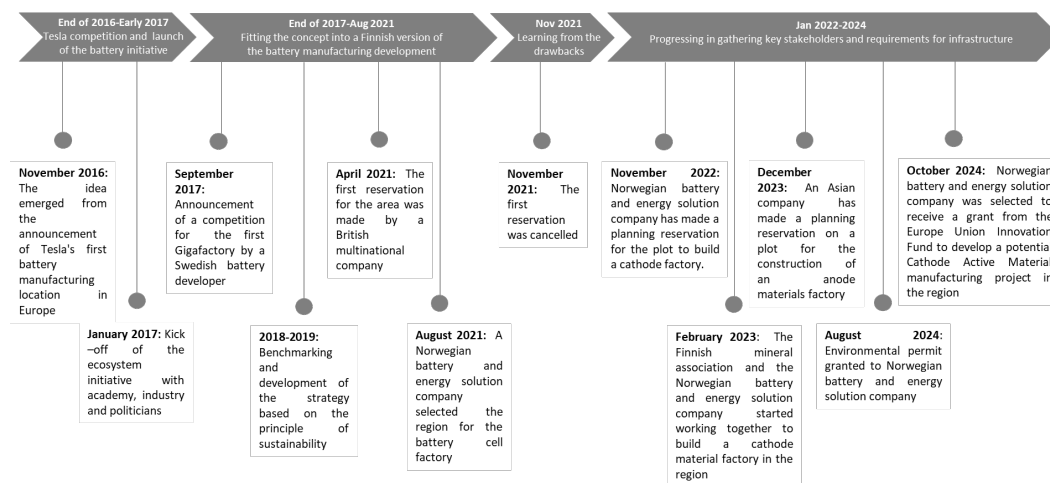 End of 2016-Early 2017
Tesla competition and launch
of the battery initiative
End of 2017-Aug 2021
Fitting the concept into a Finnish version of
the battery manufacturing development
Nov 2021
Learning from the
drawbacks
Jan 2022-2024
Progressing in gathering key stakeholders and requirements for infrastructure
November 2016:
The
idea
emerged from
the
announcement
of Tesla's first
battery
manufacturing
location in
Europe
January 2017: Kick
–off of the
ecosystem
initiative with
academy, industry
and politicians
September
2017:
Announcement
of a competition
for the first
Gigafactory by a
Swedish battery
developer
2018-2019:
Benchmarking
and
development of
the strategy
based on the
principle of
sustainability
April 2021: The
first reservation
for the area was
made by a
British
multinational
company
August 2021: A
Norwegian
battery and
energy solution
company
selected the
region for the
battery cell
factory
November
2021: The
first
reservation
was cancelled
November 2022:
Norwegian battery
and energy solution
company has made a
planning reservation
for the plot to build
a cathode factory.
February 2023: The
Finnish mineral
association and the
Norwegian battery
and energy solution
company started
working together to
build a cathode
material factory in the
region
December
2023: An Asian
company has
made a planning
reservation on a
plot for the
construction of
an anode
materials factory
August 2024:
Environmental permit
granted to Norwegian
battery and energy
solution company
October 2024: Norwegian
battery and energy solution
company was selected to
receive a grant from the
Europe Union Innovation
Fund to develop a potential
Cathode Active Material
manufacturing project in
the region